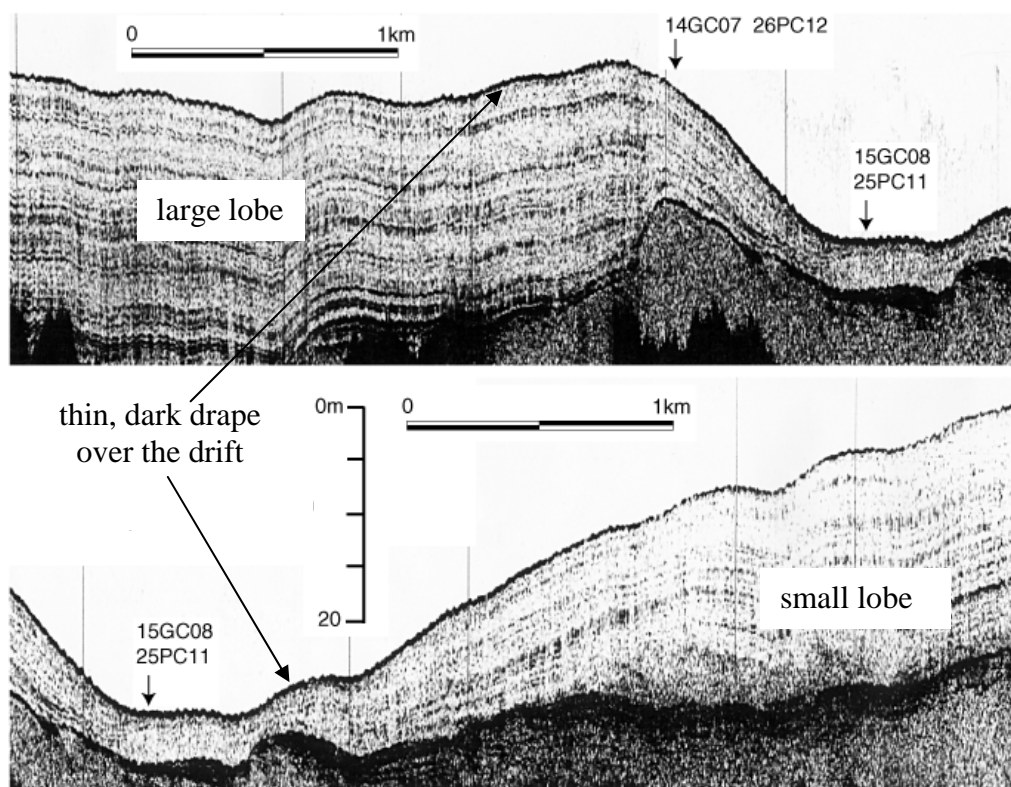 0 1km
14GC07 26PC12
15GC08
25PC11
large lobe
thin, dark drape
over the drift
0m
0 1km
20
small lobe
15GC08
25PC11